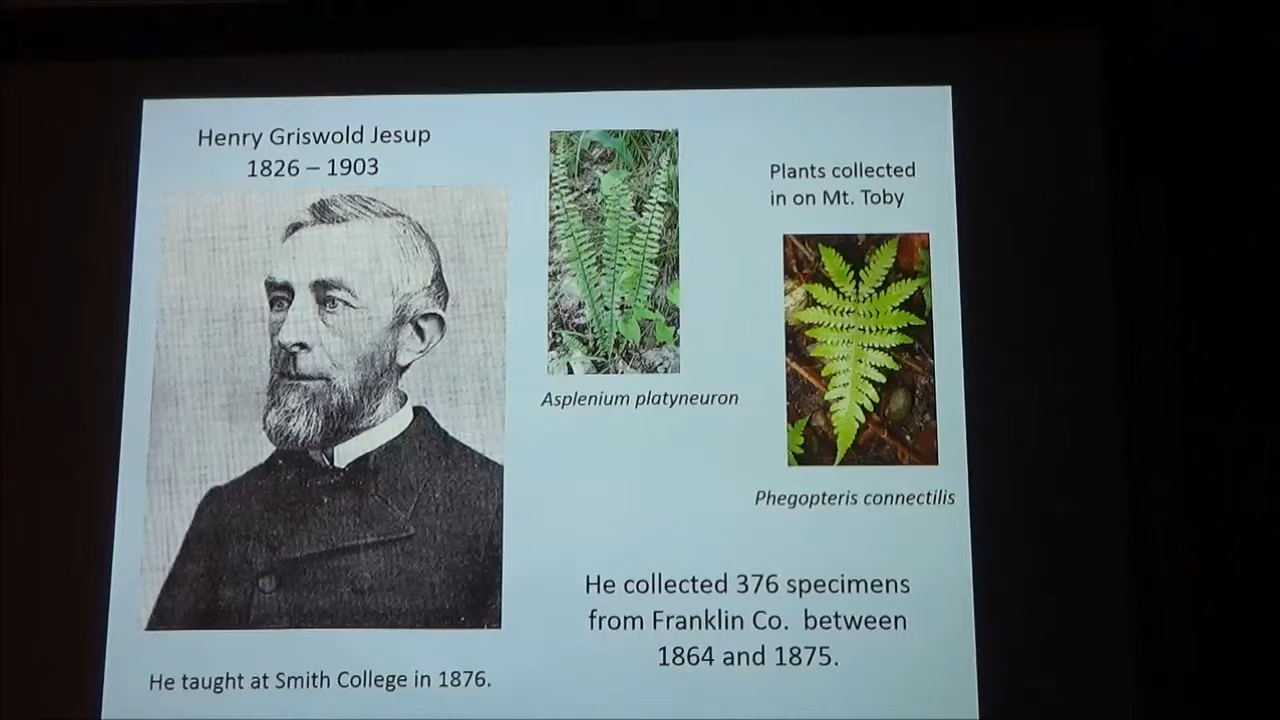 Henry Griswold Jesup
1826 – 1903
Plants collected
in on Mt. Toby
Asplenium platyneuron
Phegopteris connectilis
He collected 376 specimens
from Franklin Co. between
1864 and 1875.
He taught at Smith College in 1876.